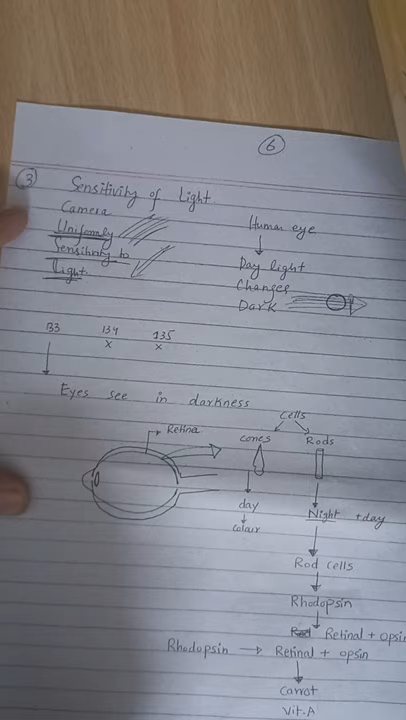 6
3 Sensitivity of Light
Camera
Uniformly
Sensitivity to
Light
Human eye
Day light
Changes
Dark
133 134 135
x x
Eyes see in darkness
Cells
Retina
cones
Rods
day
colour
Night + day
Rod cells
Rhodopsin
Retinal + opsin
Rhodopsin → Retinal + opsin
Carrot
Vit-A